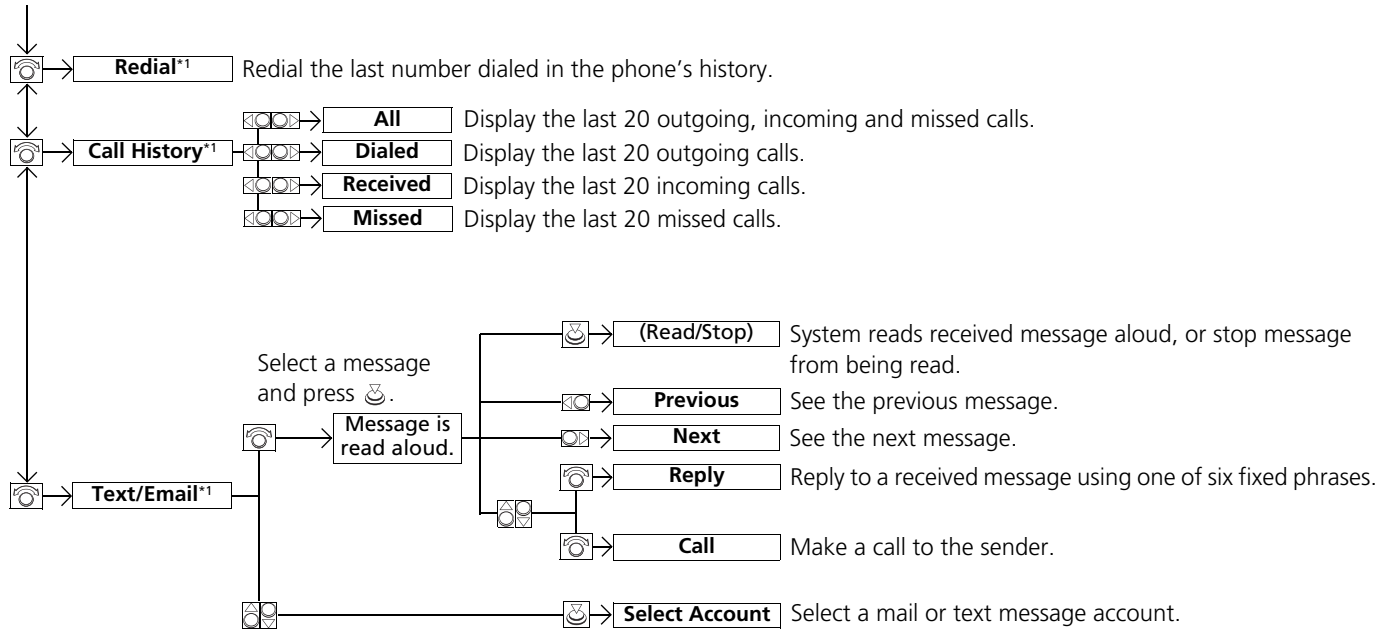 Redial*1 Redial the last number dialed in the phone's history.
All Display the last 20 outgoing, incoming and missed calls.
Call History*1 Dialed Display the last 20 outgoing calls.
Received Display the last 20 incoming calls.
Missed Display the last 20 missed calls.
(Read/Stop) System reads received message aloud, or stop message
from being read.
Select a message
and press .
Previous See the previous message.
Message is
read aloud.
Next See the next message.
Reply Reply to a received message using one of six fixed phrases.
Text/Email*1
Call Make a call to the sender.
Select Account Select a mail or text message account.